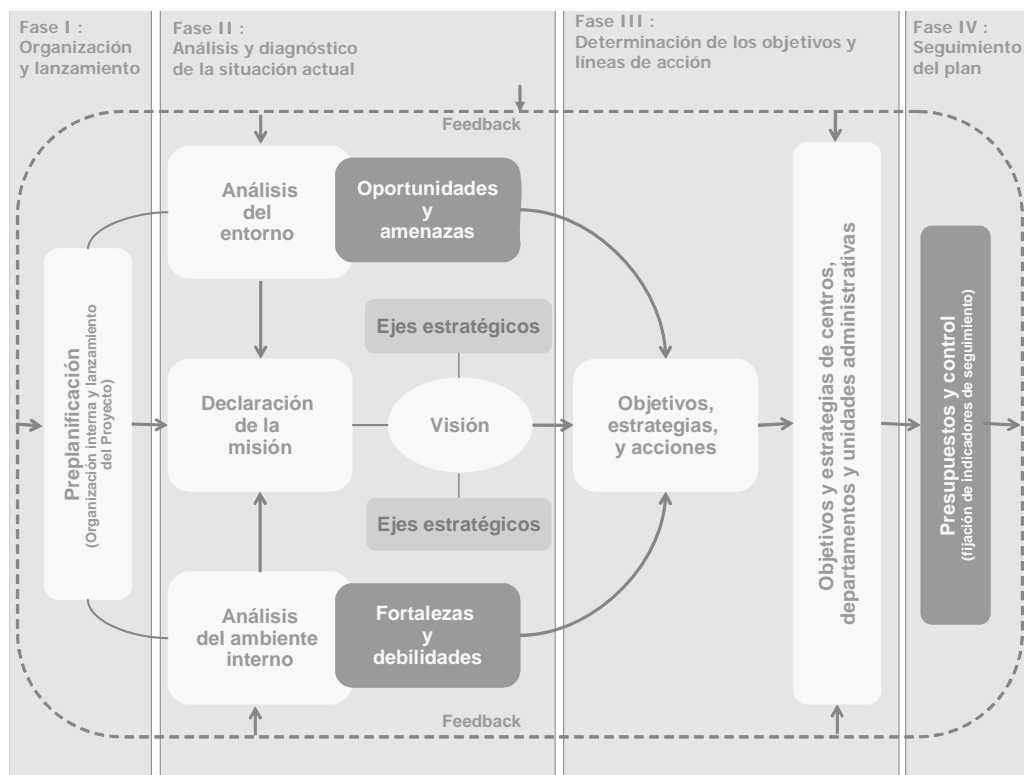 Fase I :
Organización
y lanzamiento
Fase II :
Análisis y diagnóstico
de la situación actual
Fase III :
Determinación de los objetivos y
líneas de acción
Fase IV :
Seguimiento
del plan
Feedback
Análisis
del
entorno
Oportunidades
y
amenazas
Preplanificación
(Organización interna y lanzamiento
del Proyecto)
Ejes estratégicos
Declaración
de la
misión
Visión
Ejes estratégicos
Objetivos,
estrategias,
y acciones
Objetivos y estrategias de centros,
departamentos y unidades administrativas
Presupuestos y control
(fijación de indicadores de seguimiento)
Análisis
del ambiente
interno
Fortalezas
y
debilidades
Feedback